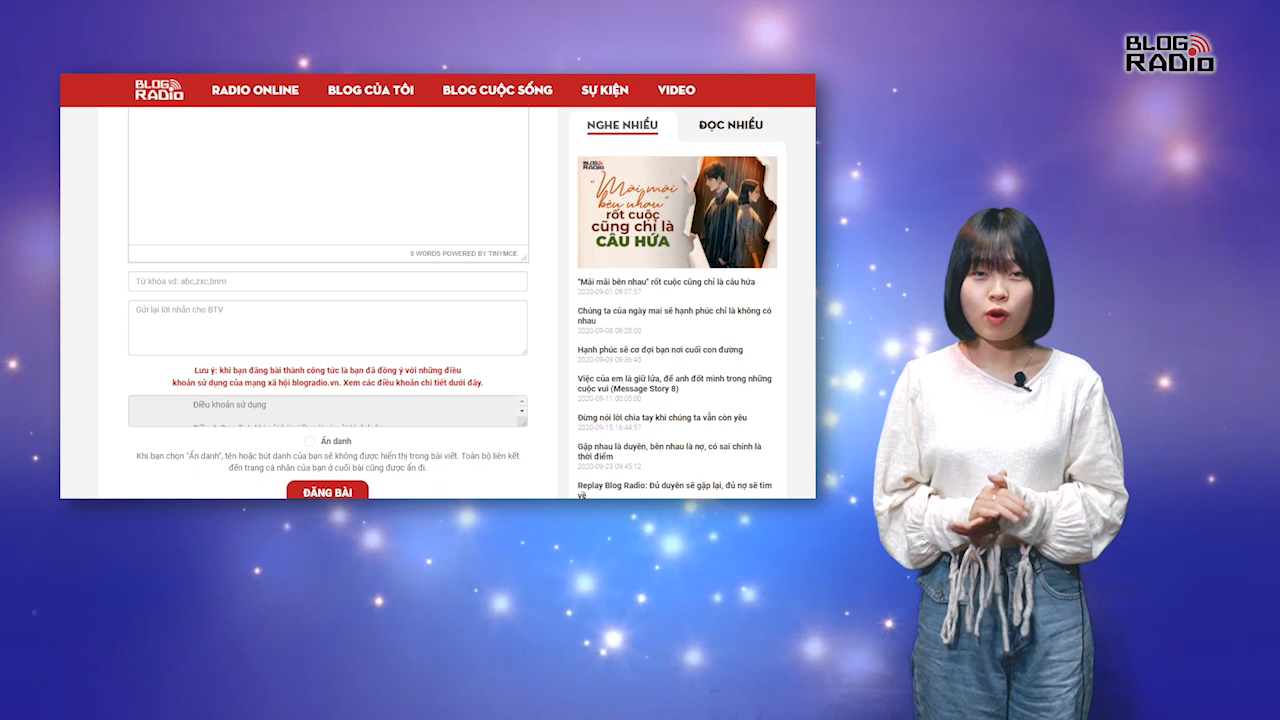 BLOG
RADIO
BLOG
RADIO
RADIO ONLINE
BLOG CỦA TÔI
BLOG CUỘC SỐNG
SỰ KIỆN
VIDEO
0 WORDS POWERED BY TINYMCE
Từ khóa vd: abc,zxc,bnm
Gửi lại lời nhắn cho BTV
Lưu ý: khi bạn đăng bài thành công tức là bạn đã đồng ý với những điều
khoản sử dụng của mạng xã hội blogradio.vn. Xem các điều khoản chi tiết dưới đây.
Điều khoản sử dụng
Ẩn danh
Khi bạn chọn "Ẩn danh", tên hoặc bút danh của bạn sẽ không được hiển thị trong bài viết. Toàn bộ liên kết
đến trang cá nhân của bạn ở cuối bài cũng được ẩn đi.
ĐĂNG BÀI
NGHE NHIỀU
ĐỌC NHIỀU
BLOG
RADIO
"Mãi mãi
bên nhau"
rốt cuộc
cũng chỉ là
CÂU HỨA
"Mãi mãi bên nhau" rốt cuộc cũng chỉ là câu hứa
2020-09-01 09:07:57
Chúng ta của ngày mai sẽ hạnh phúc chỉ là không có
nhau
2020-09-08 09:28:00
Hạnh phúc sẽ cơ đợi bạn nơi cuối con đường
2020-09-09 09:36:45
Việc của em là giữ lửa, để anh đốt mình trong những
cuộc vui (Message Story 8)
2020-09-11 00:05:00
Đừng nói lời chia tay khi chúng ta vẫn còn yêu
2020-09-15 16:44:57
Gặp nhau là duyên, bên nhau là nợ, có sai chính là
thời điểm
2020-09-23 09:45:12
Replay Blog Radio: Đủ duyên sẽ gặp lại, đủ nợ sẽ tìm
về